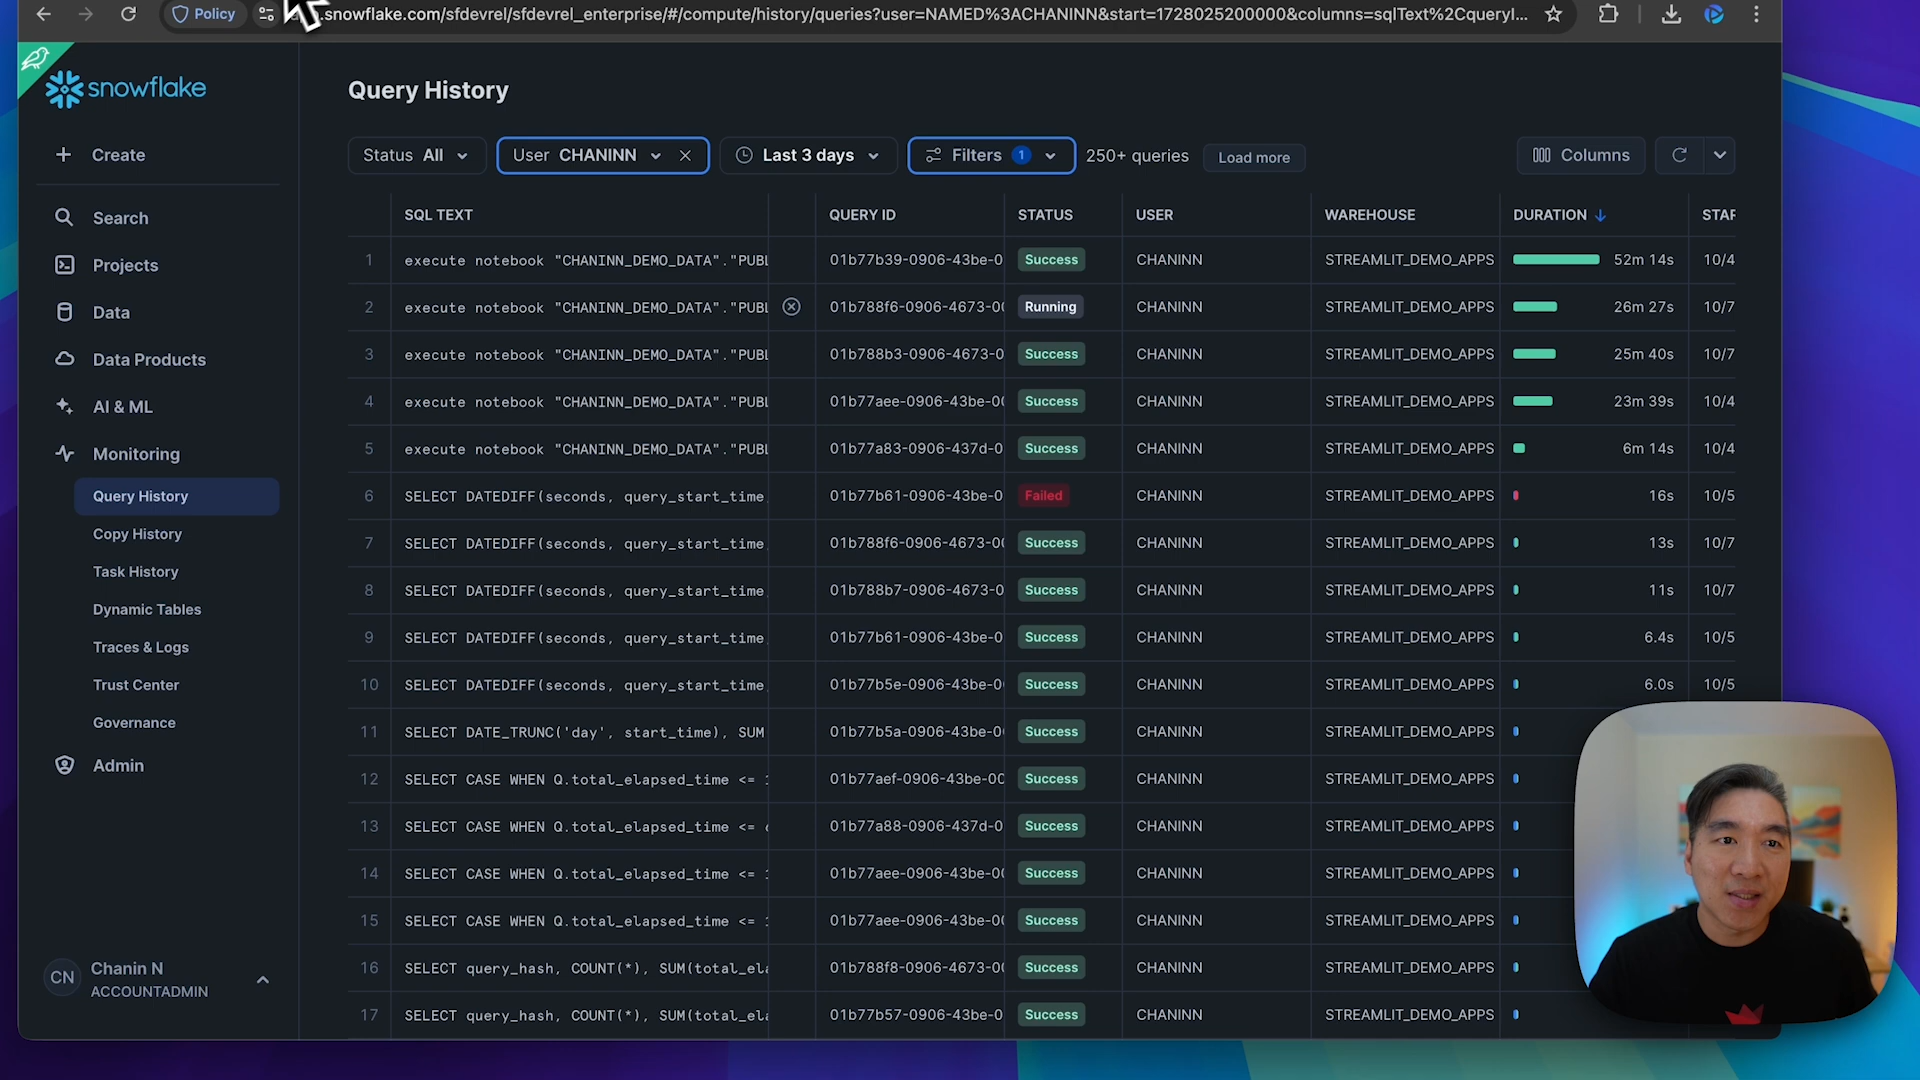 Policy
.snowflake.com/sfdevrel/sfdevrel_enterprise/#/compute/history/queries?user=NAMED%3ACHANINN&start=1728025200000&columns=sqlText%2CqueryI...
snowflake
Create
Search
Projects
Data
Data Products
AI & ML
Monitoring
Query History
Copy History
Task History
Dynamic Tables
Traces & Logs
Trust Center
Governance
Admin
CN
Chanin N
ACCOUNTADMIN
Query History
Status All
User CHANINN
Last 3 days
Filters 1
250+ queries
Load more
Columns
SQL TEXT QUERY ID STATUS USER WAREHOUSE DURATION STAR
1 execute notebook "CHANINN_DEMO_DATA"."PUBL 01b77b39-0906-43be-0 Success CHANINN STREAMLIT_DEMO_APPS 52m 14s 10/4
2 execute notebook "CHANINN_DEMO_DATA"."PUBL 01b788f6-0906-4673-00 Running CHANINN STREAMLIT_DEMO_APPS 26m 27s 10/7
3 execute notebook "CHANINN_DEMO_DATA"."PUBL 01b788b3-0906-4673-0 Success CHANINN STREAMLIT_DEMO_APPS 25m 40s 10/7
4 execute notebook "CHANINN_DEMO_DATA"."PUBL 01b77aee-0906-43be-00 Success CHANINN STREAMLIT_DEMO_APPS 23m 39s 10/4
5 execute notebook "CHANINN_DEMO_DATA"."PUBL 01b77a83-0906-437d-0 Success CHANINN STREAMLIT_DEMO_APPS 6m 14s 10/4
6 SELECT DATEDIFF(seconds, query_start_time, 01b77b61-0906-43be-0 Failed CHANINN STREAMLIT_DEMO_APPS 16s 10/5
7 SELECT DATEDIFF(seconds, query_start_time, 01b788f6-0906-4673-00 Success CHANINN STREAMLIT_DEMO_APPS 13s 10/7
8 SELECT DATEDIFF(seconds, query_start_time, 01b788b7-0906-4673-0 Success CHANINN STREAMLIT_DEMO_APPS 11s 10/7
9 SELECT DATEDIFF(seconds, query_start_time, 01b77b61-0906-43be-0 Success CHANINN STREAMLIT_DEMO_APPS 6.4s 10/5
10 SELECT DATEDIFF(seconds, query_start_time, 01b77b5e-0906-43be-0 Success CHANINN STREAMLIT_DEMO_APPS 6.0s 10/5
11 SELECT DATE_TRUNC('day', start_time), SUM 01b77b5a-0906-43be-0 Success CHANINN STREAMLIT_DEMO_APPS
12 SELECT CASE WHEN Q.total_elapsed_time <= 01b77aef-0906-43be-00 Success CHANINN STREAMLIT_DEMO_APPS
13 SELECT CASE WHEN Q.total_elapsed_time <= 01b77a88-0906-437d-0 Success CHANINN STREAMLIT_DEMO_APPS
14 SELECT CASE WHEN Q.total_elapsed_time <= 01b77aee-0906-43be-00 Success CHANINN STREAMLIT_DEMO_APPS
15 SELECT CASE WHEN Q.total_elapsed_time <= 01b77aee-0906-43be-00 Success CHANINN STREAMLIT_DEMO_APPS
16 SELECT query_hash, COUNT(*), SUM(total_ela 01b788f8-0906-4673-00 Success CHANINN STREAMLIT_DEMO_APPS
17 SELECT query_hash, COUNT(*), SUM(total_ela 01b77b57-0906-43be-0 Success CHANINN STREAMLIT_DEMO_APPS